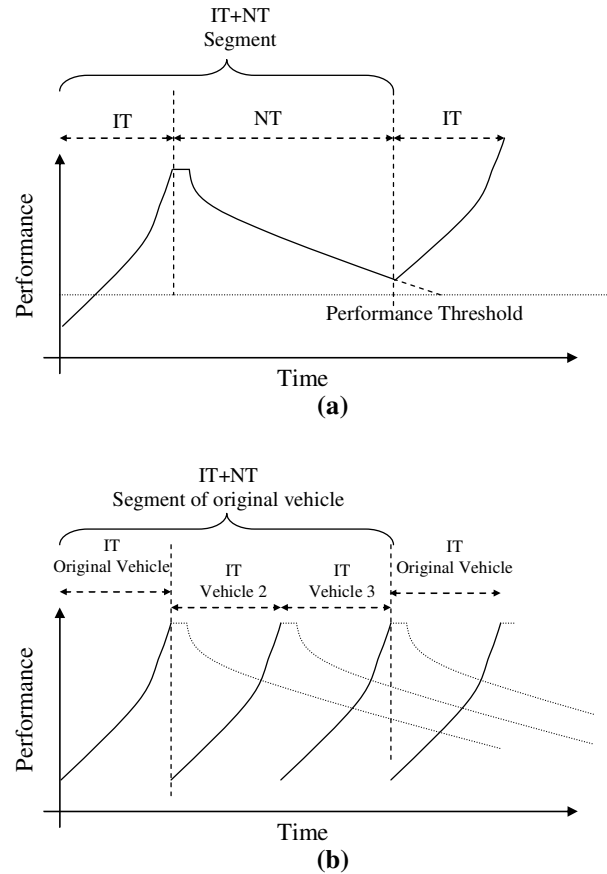 IT+NT
Segment
IT
NT
IT
Performance
Performance Threshold
Time
(a)
IT+NT
Segment of original vehicle
IT
Original Vehicle
IT
Vehicle 2
IT
Vehicle 3
IT
Original Vehicle
Performance
Time
(b)